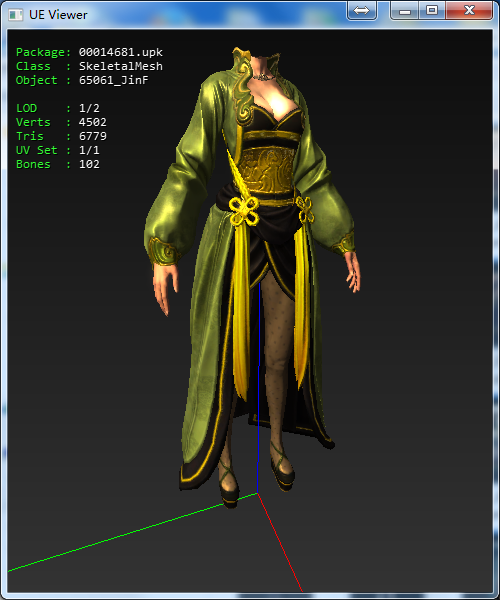 UE Viewer
Package: 00014681.upk
Class : SkeletalMesh
Object : 65061_JinF
LOD : 1/2
Verts : 4502
Tris : 6779
UV Set : 1/1
Bones : 102